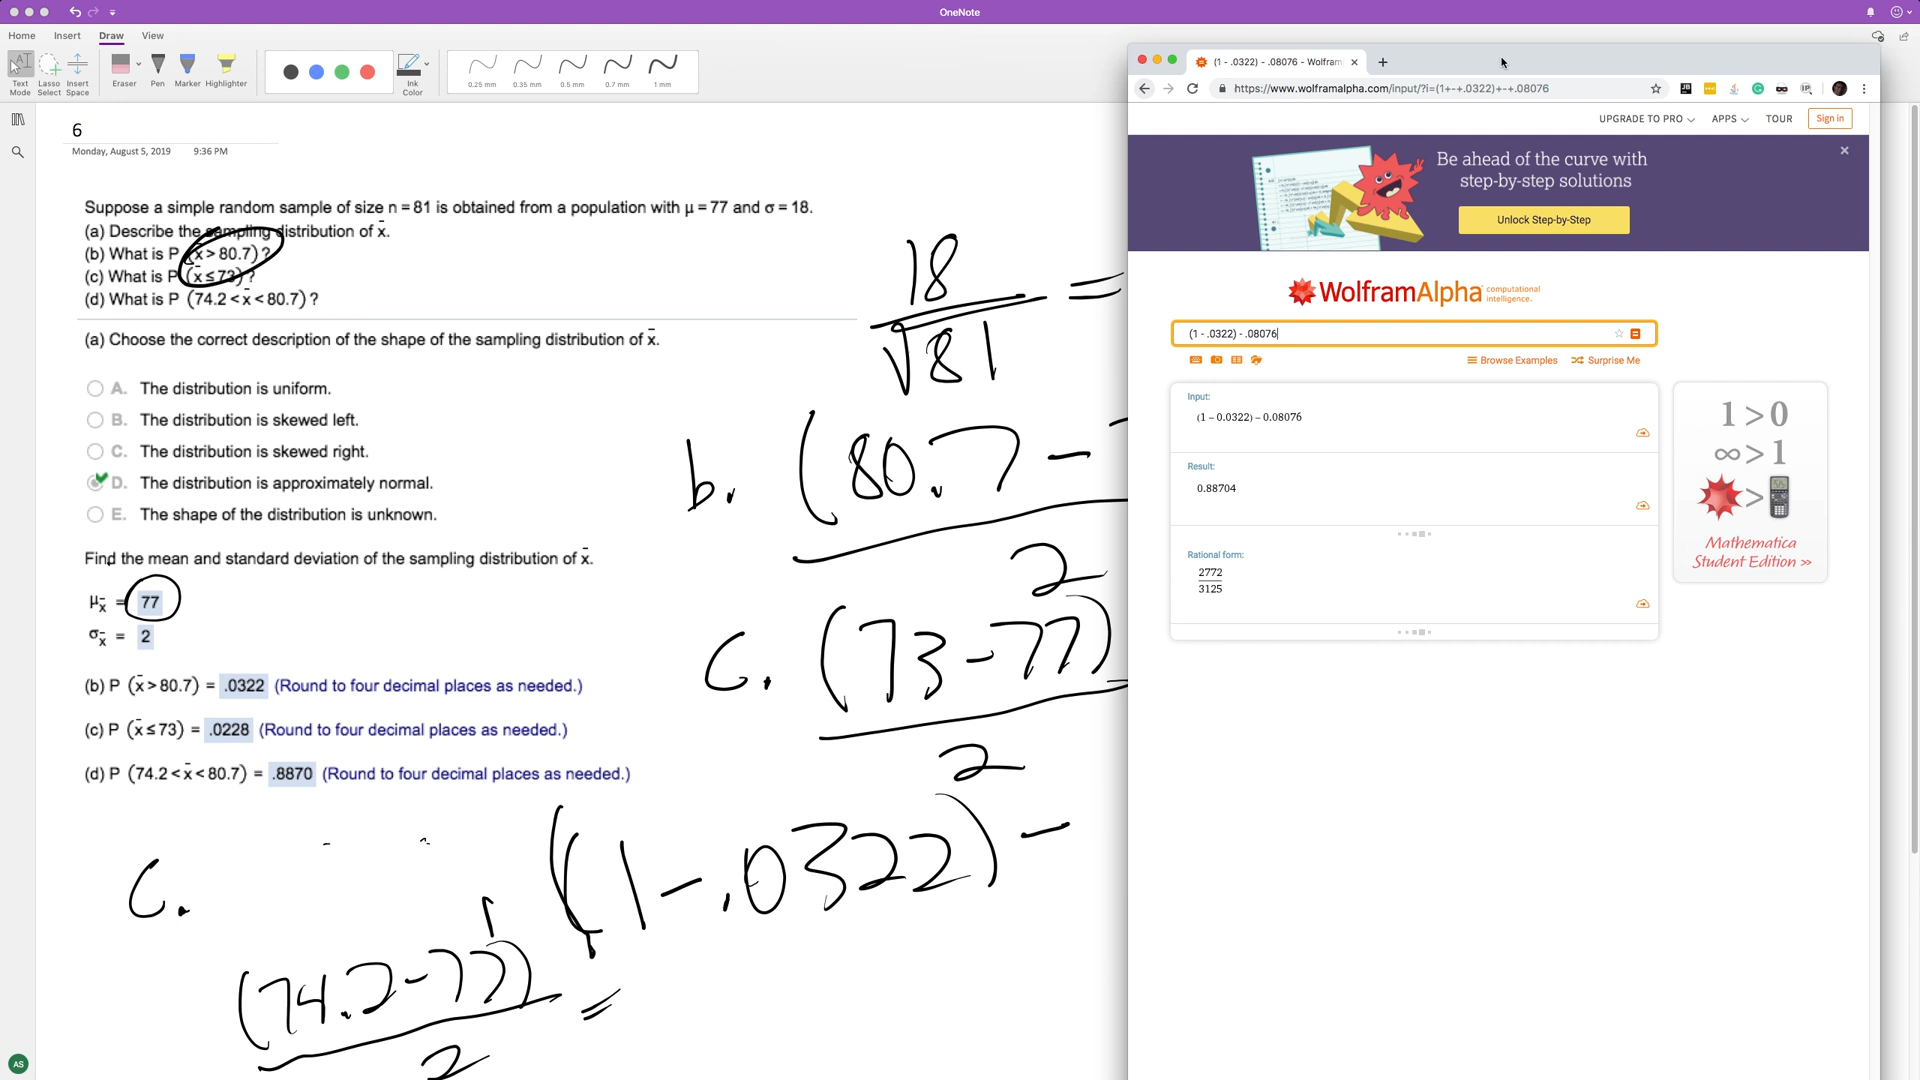 OneNote
Home Insert Draw View
Text Mode
Lasso Select
Insert Space
Eraser
Pen
Marker
Highlighter
Ink Color
0.25 mm 0.35 mm 0.5 mm 0.7 mm 1 mm
6
Monday, August 5, 2019 9:36 PM
Suppose a simple random sample of size n = 81 is obtained from a population with μ = 77 and σ = 18.
(a) Describe the sampling distribution of x̄.
(b) What is P (x̄ > 80.7) ?
(c) What is P (x̄ ≤ 73) ?
(d) What is P (74.2 < x̄ < 80.7) ?
(a) Choose the correct description of the shape of the sampling distribution of x̄.
A. The distribution is uniform.
B. The distribution is skewed left.
C. The distribution is skewed right.
D. The distribution is approximately normal.
E. The shape of the distribution is unknown.
Find the mean and standard deviation of the sampling distribution of x̄.
μx̄ = 77
σx̄ = 2
(b) P (x̄ > 80.7) = .0322 (Round to four decimal places as needed.)
(c) P (x̄ ≤ 73) = .0228 (Round to four decimal places as needed.)
(d) P (74.2 < x̄ < 80.7) = .8870 (Round to four decimal places as needed.)
18 =
√81
b. (80.7 -
2
c. (73-77)
2
c.
(1-.0322) -
(74.2-77) =
2
AS
(1 - .0322) - .08076 - Wolfram
https://www.wolframalpha.com/input/?i=(1+-+.0322)+-+.08076
UPGRADE TO PRO APPS TOUR Sign in
Be ahead of the curve with
step-by-step solutions
Unlock Step-by-Step
WolframAlpha computational intelligence.
(1 - .0322) - .08076
Browse Examples Surprise Me
Input:
(1 – 0.0322) – 0.08076
Result:
0.88704
Rational form:
2772
3125
1 > 0
∞ > 1
>
Mathematica
Student Edition >>